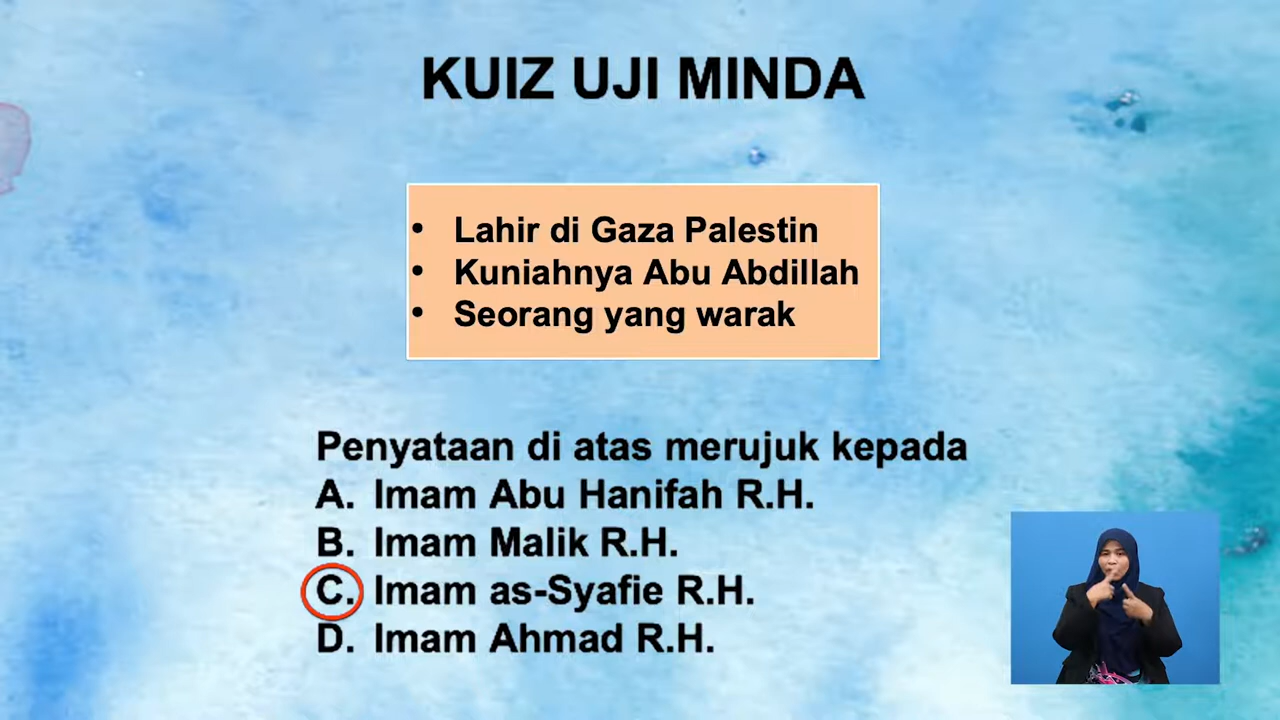 KUIZ UJI MINDA
• Lahir di Gaza Palestin
• Kuniahnya Abu Abdillah
• Seorang yang warak
Penyataan di atas merujuk kepada
A. Imam Abu Hanifah R.H.
B. Imam Malik R.H.
C. Imam as-Syafie R.H.
D. Imam Ahmad R.H.